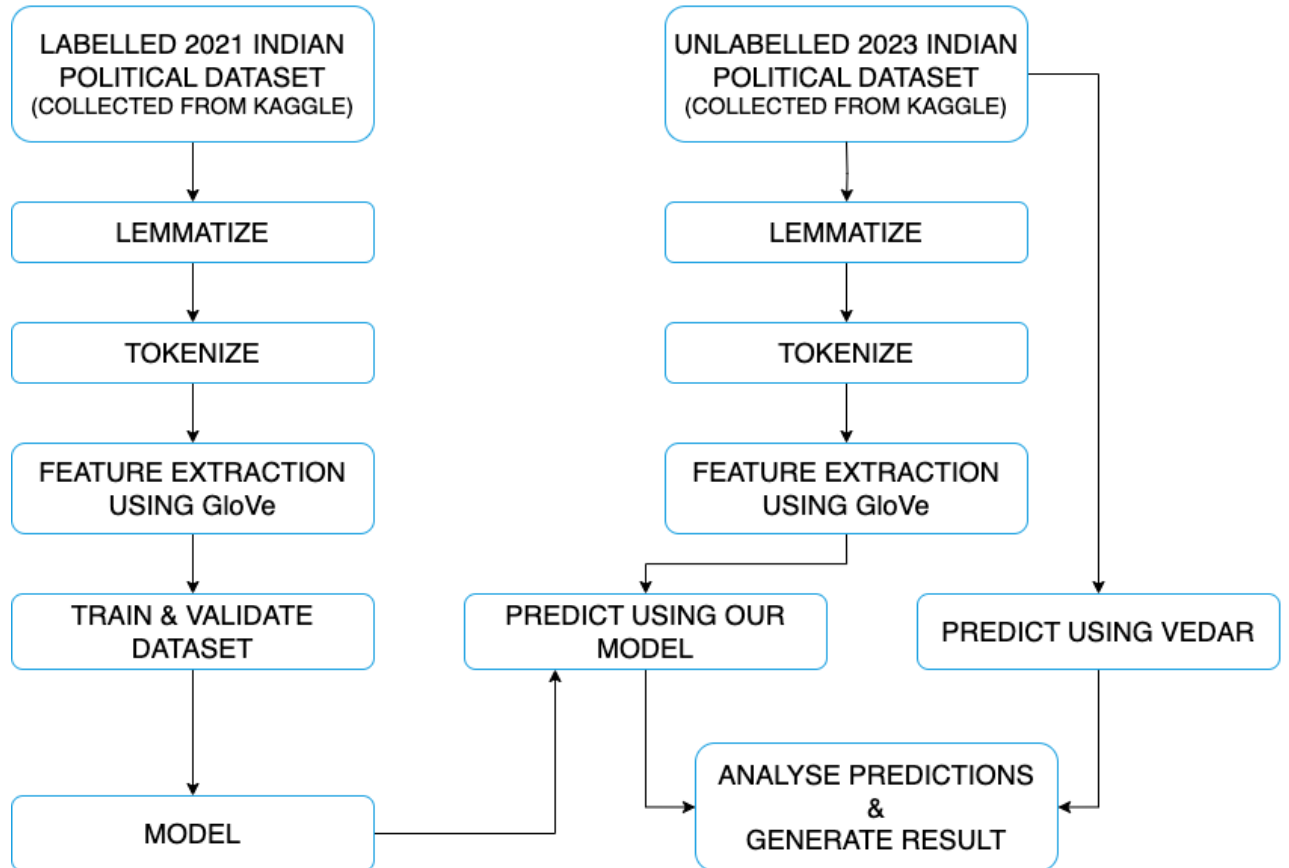 LABELLED 2021 INDIAN
POLITICAL DATASET
(COLLECTED FROM KAGGLE)
LEMMATIZE
TOKENIZE
FEATURE EXTRACTION
USING GloVe
TRAIN & VALIDATE
DATASET
MODEL
UNLABELLED 2023 INDIAN
POLITICAL DATASET
(COLLECTED FROM KAGGLE)
LEMMATIZE
TOKENIZE
FEATURE EXTRACTION
USING GloVe
PREDICT USING OUR
MODEL
PREDICT USING VEDAR
ANALYSE PREDICTIONS
&
GENERATE RESULT